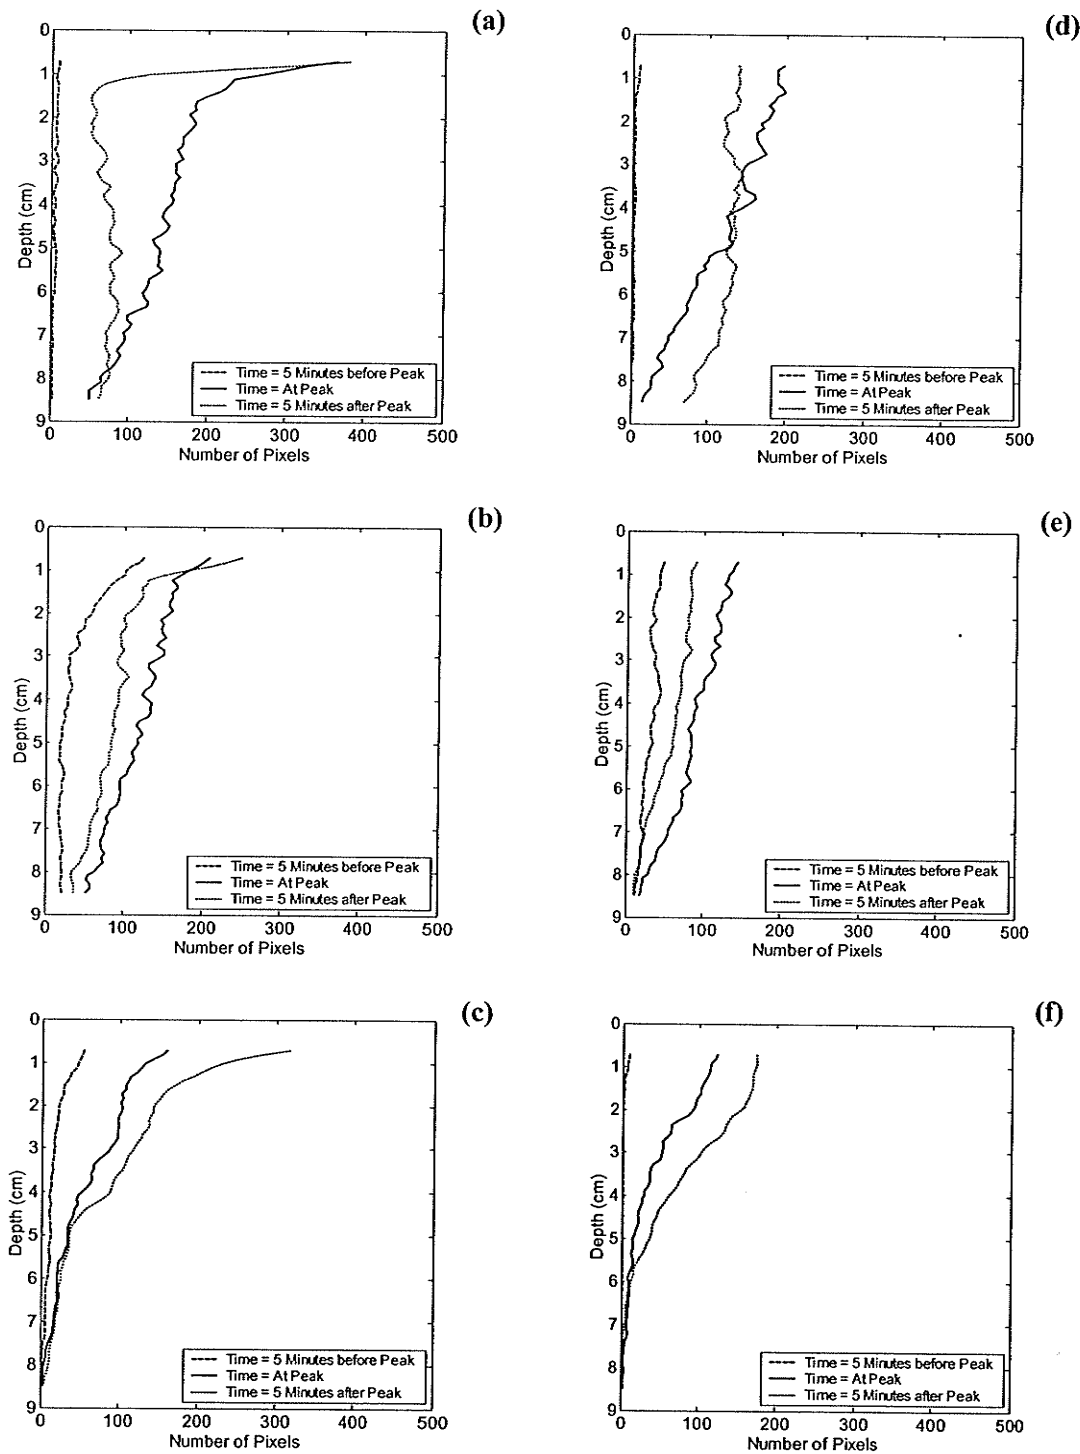 (a)
0
1
2
3
4
5
6
7
8
9
Depth (cm)
0 100 200 300 400 500
Number of Pixels
Time = 5 Minutes before Peak
Time = At Peak
Time = 5 Minutes after Peak
(d)
0
1
2
3
4
5
6
7
8
9
Depth (cm)
0 100 200 300 400 500
Number of Pixels
Time = 5 Minutes before Peak
Time = At Peak
Time = 5 Minutes after Peak
(b)
0
1
2
3
4
5
6
7
8
9
Depth (cm)
0 100 200 300 400 500
Number of Pixels
Time = 5 Minutes before Peak
Time = At Peak
Time = 5 Minutes after Peak
(e)
0
1
2
3
4
5
6
7
8
9
Depth (cm)
0 100 200 300 400 500
Number of Pixels
Time = 5 Minutes before Peak
Time = At Peak
Time = 5 Minutes after Peak
(c)
0
1
2
3
4
5
6
7
8
9
Depth (cm)
0 100 200 300 400 500
Number of Pixels
Time = 5 Minutes before Peak
Time = At Peak
Time = 5 Minutes after Peak
(f)
0
1
2
3
4
5
6
7
8
9
Depth (cm)
0 100 200 300 400 500
Number of Pixels
Time = 5 Minutes before Peak
Time = At Peak
Time = 5 Minutes after Peak